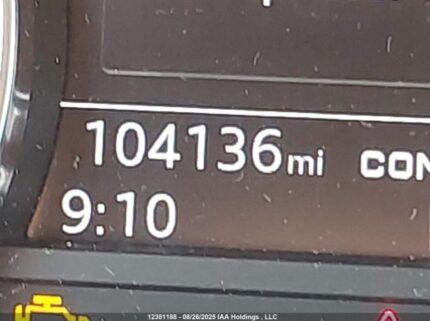 104136mi CON
9:10
12381188 - 08/26/2025 IAA Holdings , LLC